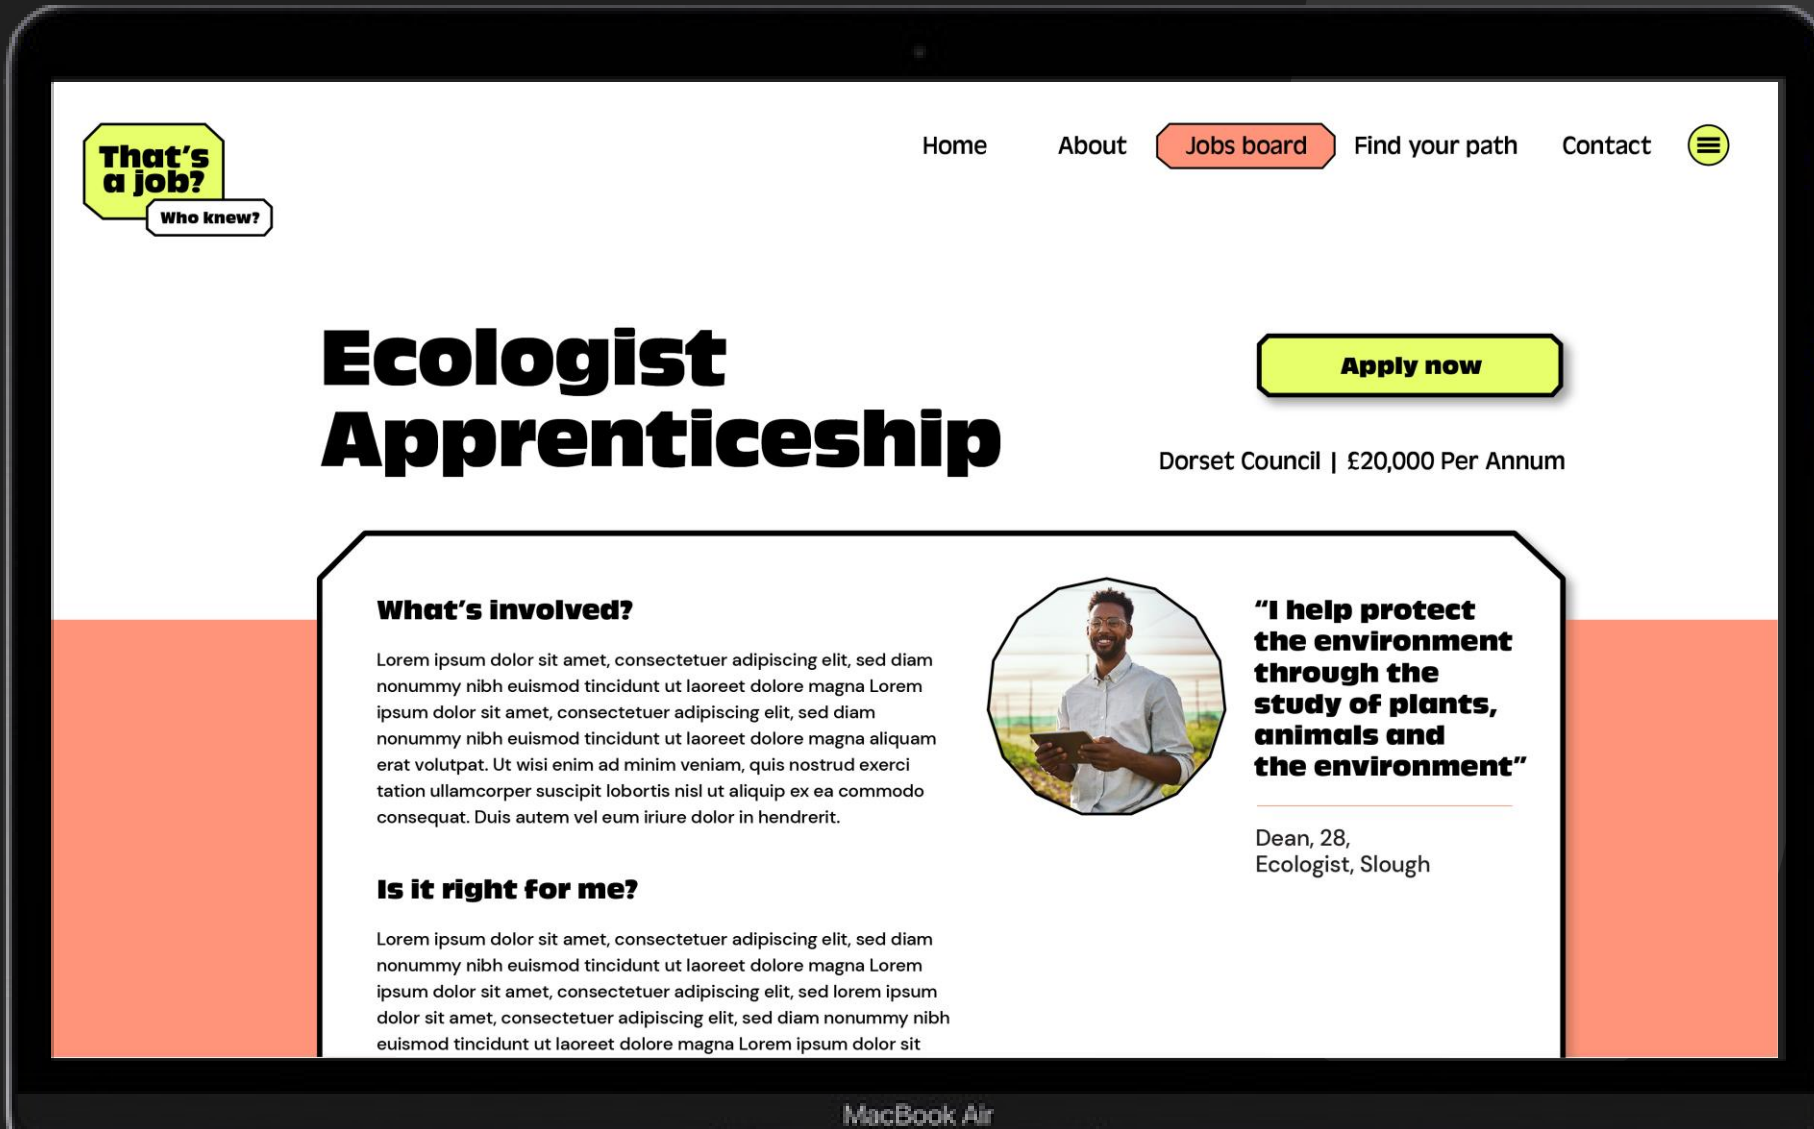 That's
a job?
Who knew?
Home About Jobs board Find your path Contact
Ecologist
Apprenticeship
Apply now
Dorset Council | £20,000 Per Annum
What's involved?
Lorem ipsum dolor sit amet, consectetuer adipiscing elit, sed diam
nonummy nibh euismod tincidunt ut laoreet dolore magna Lorem
ipsum dolor sit amet, consectetuer adipiscing elit, sed diam
nonummy nibh euismod tincidunt ut laoreet dolore magna aliquam
erat volutpat. Ut wisi enim ad minim veniam, quis nostrud exerci
tation ullamcorper suscipit lobortis nisl ut aliquip ex ea commodo
consequat. Duis autem vel eum iriure dolor in hendrerit.
Is it right for me?
Lorem ipsum dolor sit amet, consectetuer adipiscing elit, sed diam
nonummy nibh euismod tincidunt ut laoreet dolore magna Lorem
ipsum dolor sit amet, consectetuer adipiscing elit, sed lorem ipsum
dolor sit amet, consectetuer adipiscing elit, sed diam nonummy nibh
euismod tincidunt ut laoreet dolore magna Lorem ipsum dolor sit
“I help protect
the environment
through the
study of plants,
animals and
the environment”
Dean, 28,
Ecologist, Slough
MacBook Air